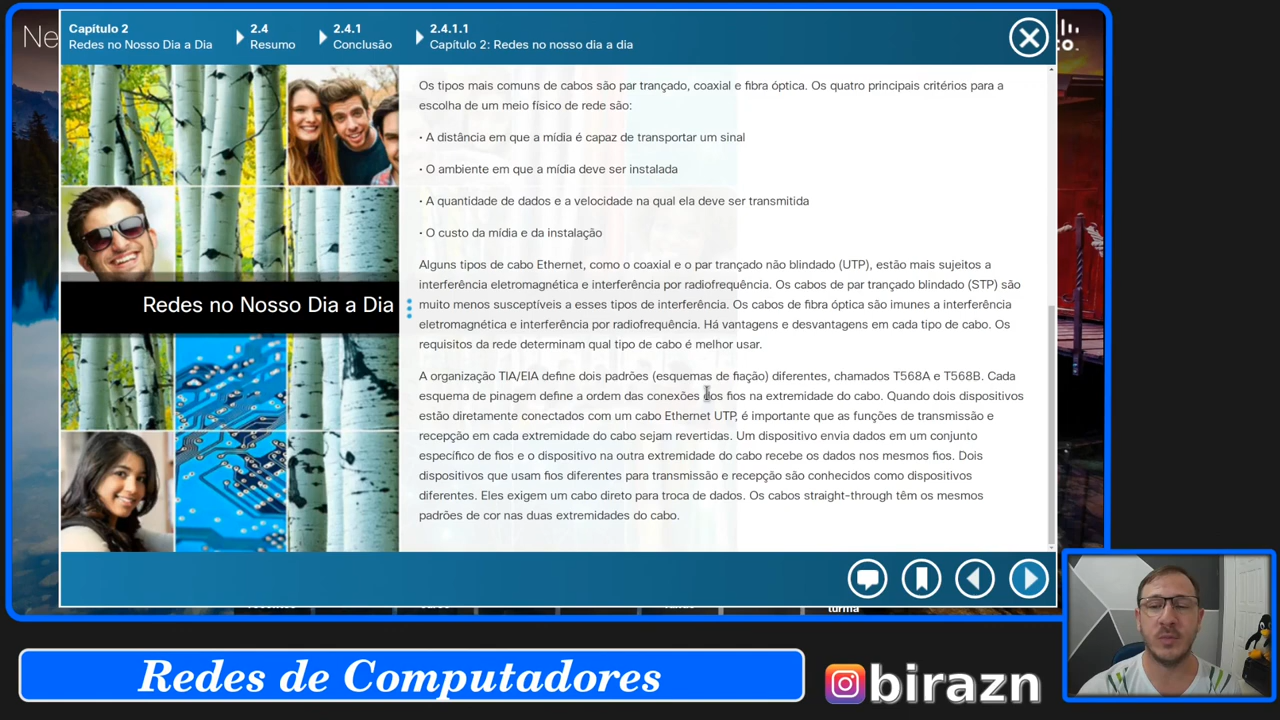 Ne
Capítulo 2
Redes no Nosso Dia a Dia
2.4
Resumo
2.4.1
Conclusão
2.4.1.1
Capítulo 2: Redes no nosso dia a dia
co.
Redes no Nosso Dia a Dia
Os tipos mais comuns de cabos são par trançado, coaxial e fibra óptica. Os quatro principais critérios para a
escolha de um meio físico de rede são:
• A distância em que a mídia é capaz de transportar um sinal
• O ambiente em que a mídia deve ser instalada
• A quantidade de dados e a velocidade na qual ela deve ser transmitida
• O custo da mídia e da instalação
Alguns tipos de cabo Ethernet, como o coaxial e o par trançado não blindado (UTP), estão mais sujeitos a
interferência eletromagnética e interferência por radiofrequência. Os cabos de par trançado blindado (STP) são
muito menos susceptíveis a esses tipos de interferência. Os cabos de fibra óptica são imunes a interferência
eletromagnética e interferência por radiofrequência. Há vantagens e desvantagens em cada tipo de cabo. Os
requisitos da rede determinam qual tipo de cabo é melhor usar.
A organização TIA/EIA define dois padrões (esquemas de fiação) diferentes, chamados T568A e T568B. Cada
esquema de pinagem define a ordem das conexões dos fios na extremidade do cabo. Quando dois dispositivos
estão diretamente conectados com um cabo Ethernet UTP, é importante que as funções de transmissão e
recepção em cada extremidade do cabo sejam revertidas. Um dispositivo envia dados em um conjunto
específico de fios e o dispositivo na outra extremidade do cabo recebe os dados nos mesmos fios. Dois
dispositivos que usam fios diferentes para transmissão e recepção são conhecidos como dispositivos
diferentes. Eles exigem um cabo direto para troca de dados. Os cabos straight-through têm os mesmos
padrões de cor nas duas extremidades do cabo.
turma
Redes de Computadores
birazn